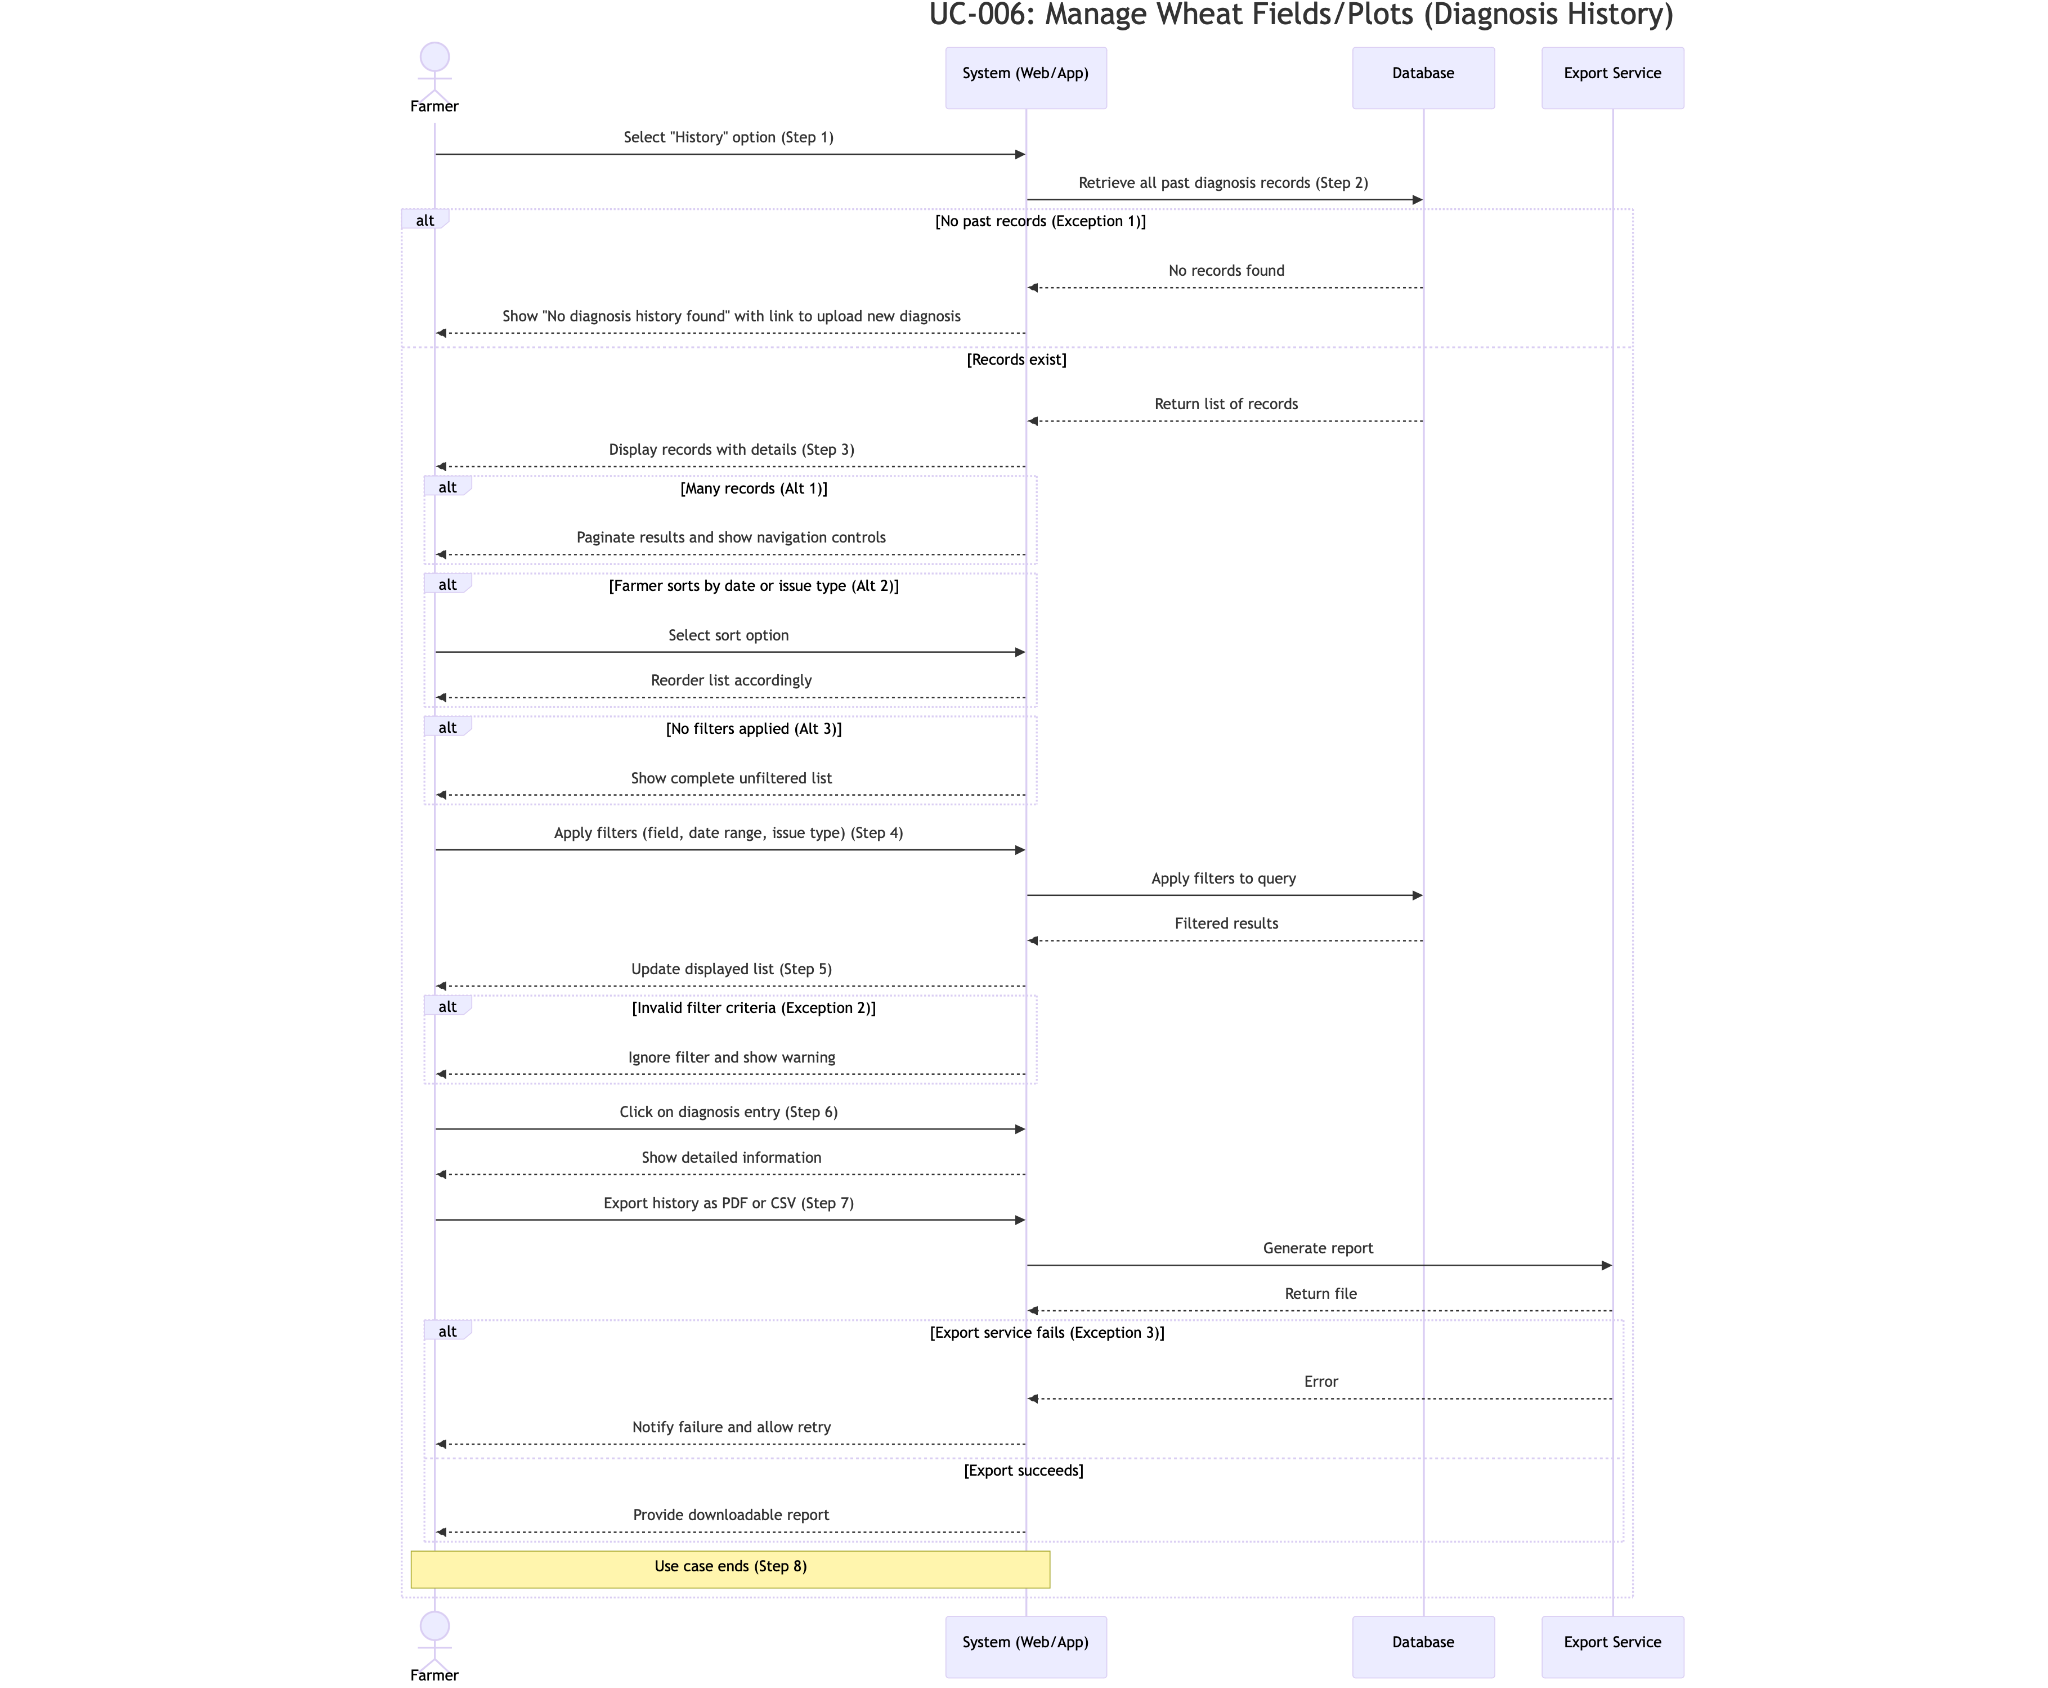 UC-006: Manage Wheat Fields/Plots (Diagnosis History)
Farmer
System (Web/App)
Database
Export Service
Select "History" option (Step 1)
Retrieve all past diagnosis records (Step 2)
alt
[No past records (Exception 1)]
No records found
Show "No diagnosis history found" with link to upload new diagnosis
[Records exist]
Return list of records
Display records with details (Step 3)
alt
[Many records (Alt 1)]
Paginate results and show navigation controls
alt
[Farmer sorts by date or issue type (Alt 2)]
Select sort option
Reorder list accordingly
alt
[No filters applied (Alt 3)]
Show complete unfiltered list
Apply filters (field, date range, issue type) (Step 4)
Apply filters to query
Filtered results
Update displayed list (Step 5)
alt
[Invalid filter criteria (Exception 2)]
Ignore filter and show warning
Click on diagnosis entry (Step 6)
Show detailed information
Export history as PDF or CSV (Step 7)
Generate report
Return file
alt
[Export service fails (Exception 3)]
Error
Notify failure and allow retry
[Export succeeds]
Provide downloadable report
Use case ends (Step 8)
Farmer
System (Web/App)
Database
Export Service